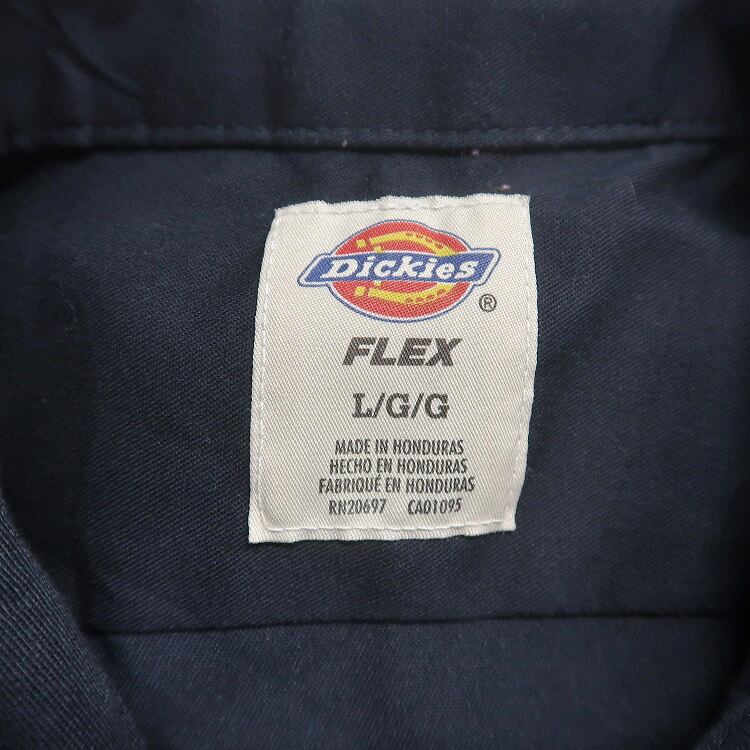 Dickies
®
FLEX
L/G/G
MADE IN HONDURAS
HECHO EN HONDURAS
FABRIQUÉ EN HONDURAS
RN20697 CA01095